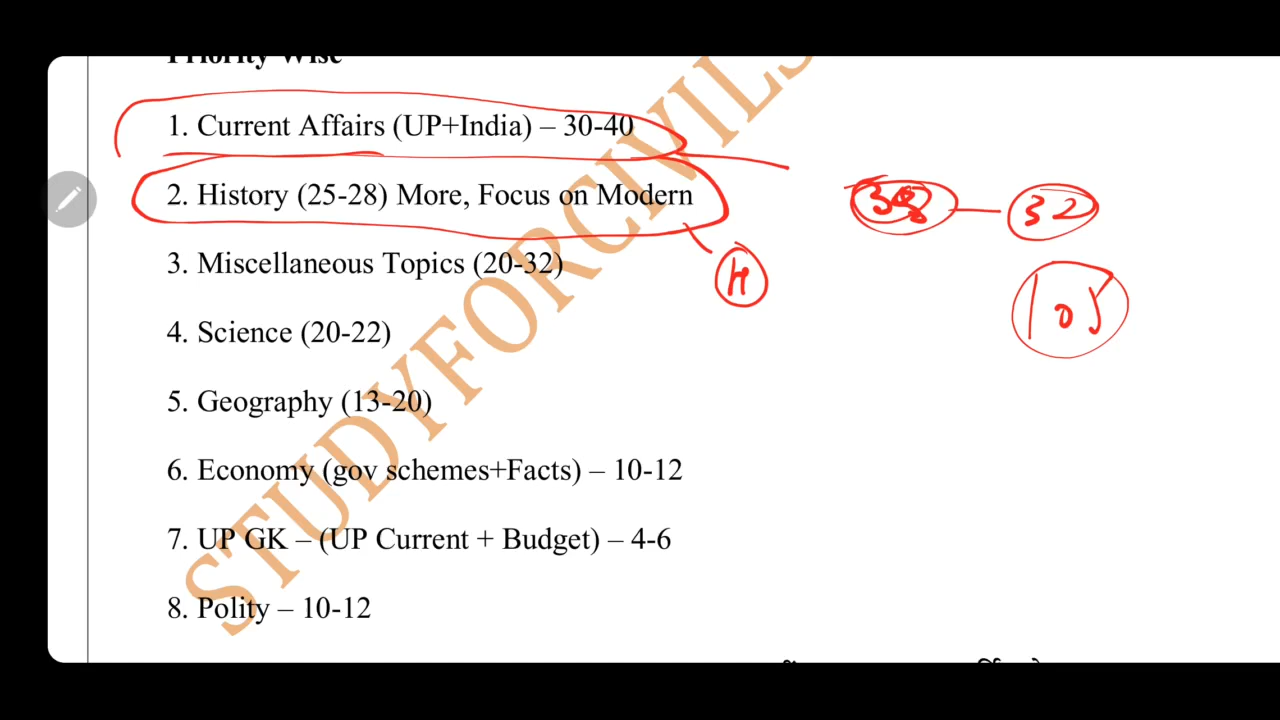 Priority Wise
1. Current Affairs (UP+India) – 30-40
2. History (25-28) More, Focus on Modern
3. Miscellaneous Topics (20-32)
4. Science (20-22)
5. Geography (13-20)
6. Economy (gov schemes+Facts) – 10-12
7. UP GK – (UP Current + Budget) – 4-6
8. Polity – 10-12
32
105
STUDYFORCIVILS